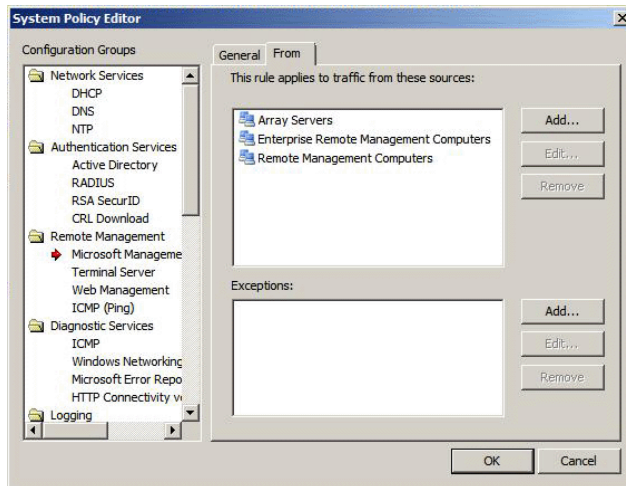 System Policy Editor
Configuration Groups
Network Services
DHCP
DNS
NTP
Authentication Services
Active Directory
RADIUS
RSA SecurID
CRL Download
Remote Management
Microsoft Manageme
Terminal Server
Web Management
ICMP (Ping)
Diagnostic Services
ICMP
Windows Networking
Microsoft Error Repo
HTTP Connectivity v
Logging
General From
This rule applies to traffic from these sources:
Array Servers
Enterprise Remote Management Computers
Remote Management Computers
Add...
Edit...
Remove
Exceptions:
Add...
Edit...
Remove
OK Cancel